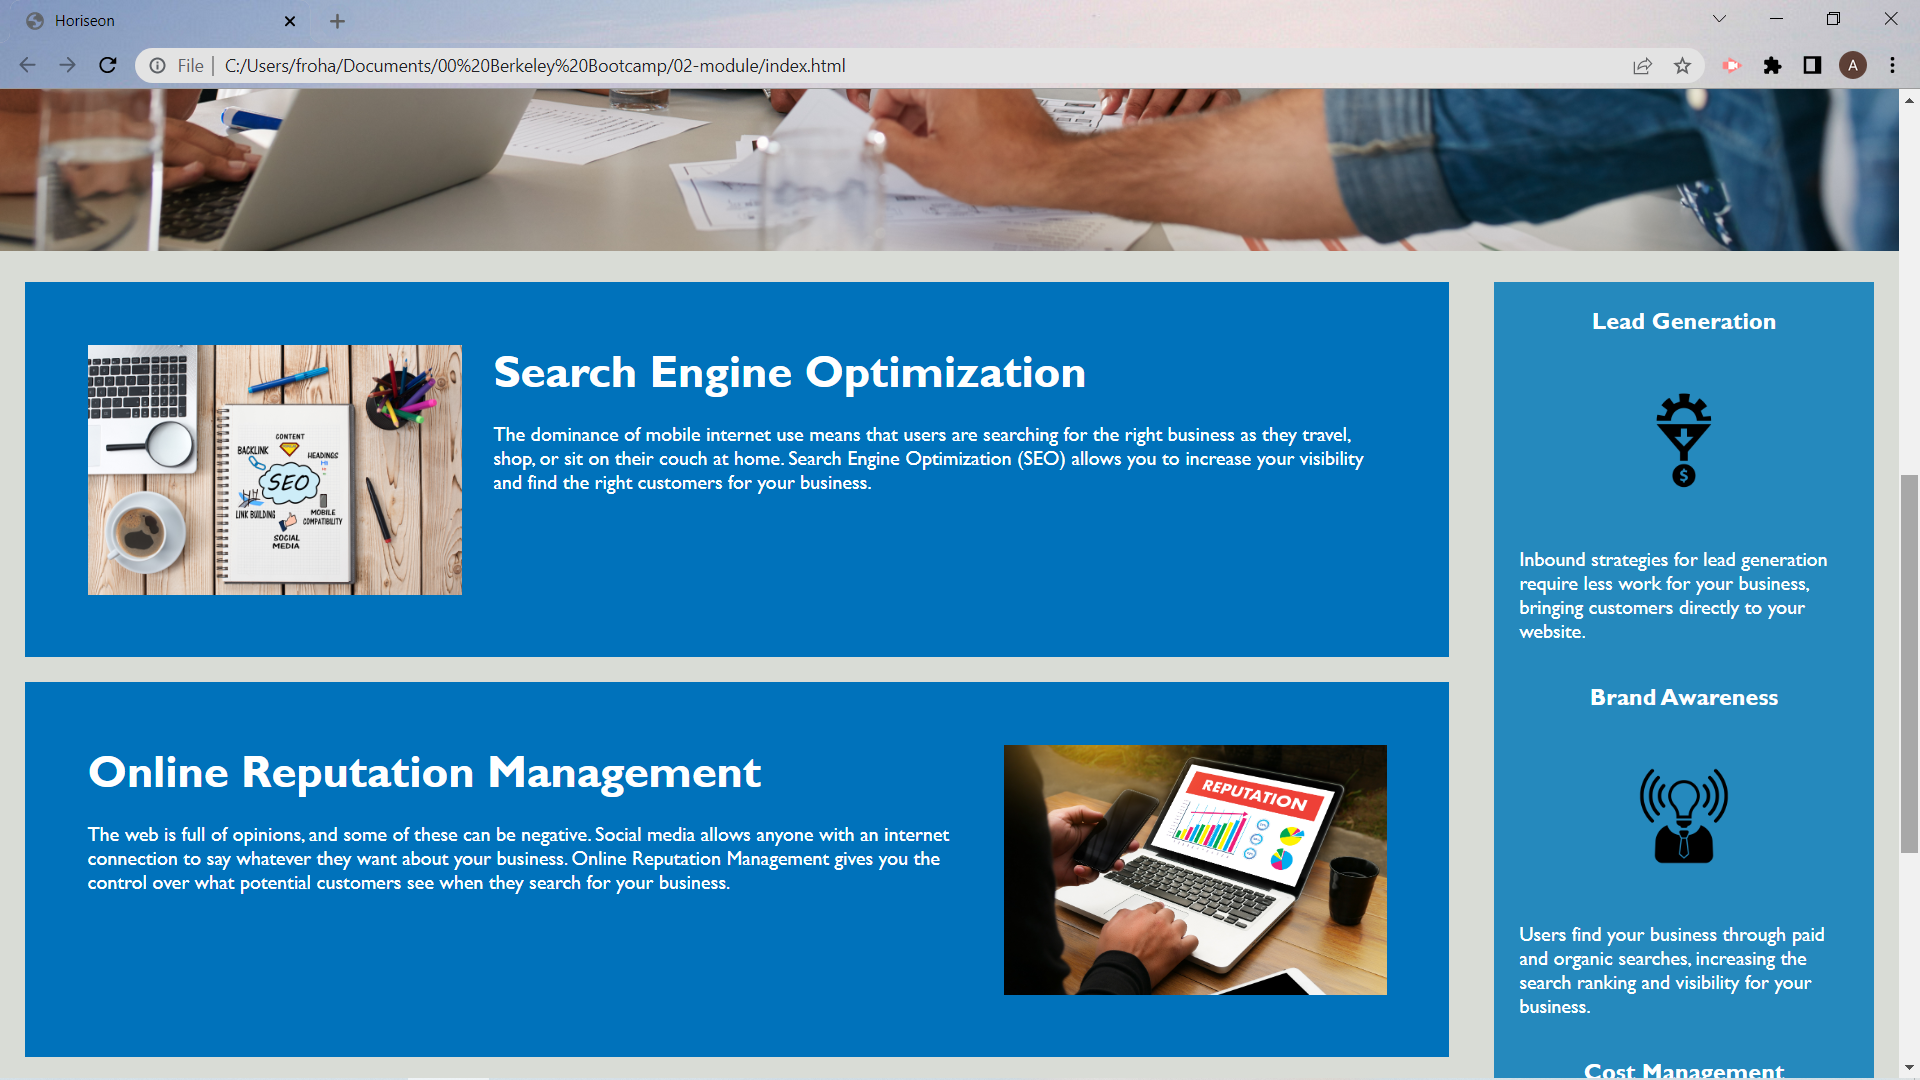 Horiseon
File | C:/Users/froha/Documents/00%20Berkeley%20Bootcamp/02-module/index.html
A
Search Engine Optimization
The dominance of mobile internet use means that users are searching for the right business as they travel,
shop, or sit on their couch at home. Search Engine Optimization (SEO) allows you to increase your visibility
and find the right customers for your business.
CONTENT
BACKLINK
HEADINGS
H1
SEO
LINK BUILDING
MOBILE
COMPATIBILITY
SOCIAL
MEDIA
Online Reputation Management
The web is full of opinions, and some of these can be negative. Social media allows anyone with an internet
connection to say whatever they want about your business. Online Reputation Management gives you the
control over what potential customers see when they search for your business.
REPUTATION
Lead Generation
$
Inbound strategies for lead generation
require less work for your business,
bringing customers directly to your
website.
Brand Awareness
Users find your business through paid
and organic searches, increasing the
search ranking and visibility for your
business.
Cost Management